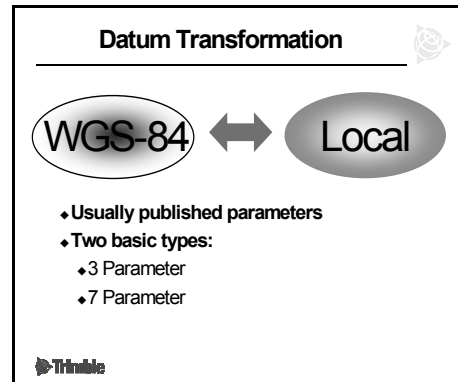 Datum Transformation
WGS-84
Local
Usually published parameters
Two basic types:
3 Parameter
7 Parameter
Trimble